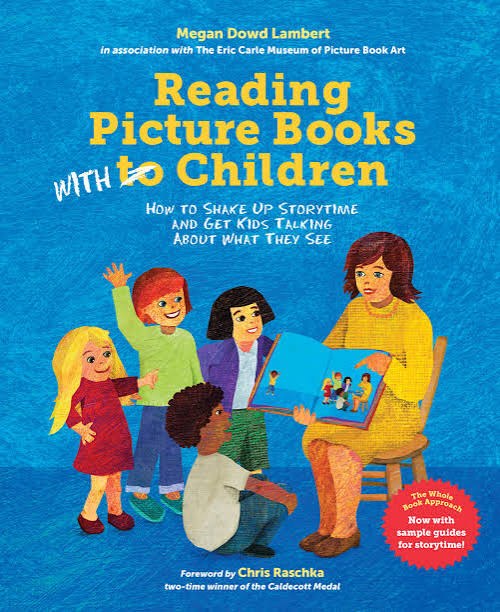 Megan Dowd Lambert
in association with The Eric Carle Museum of Picture Book Art
Reading
Picture Books
WITH to Children
How to Shake Up Storytime
and Get Kids Talking
About What They See
The Whole
Book Approach
Now with
sample guides
for storytime!
Foreword by Chris Raschka
two-time winner of the Caldecott Medal